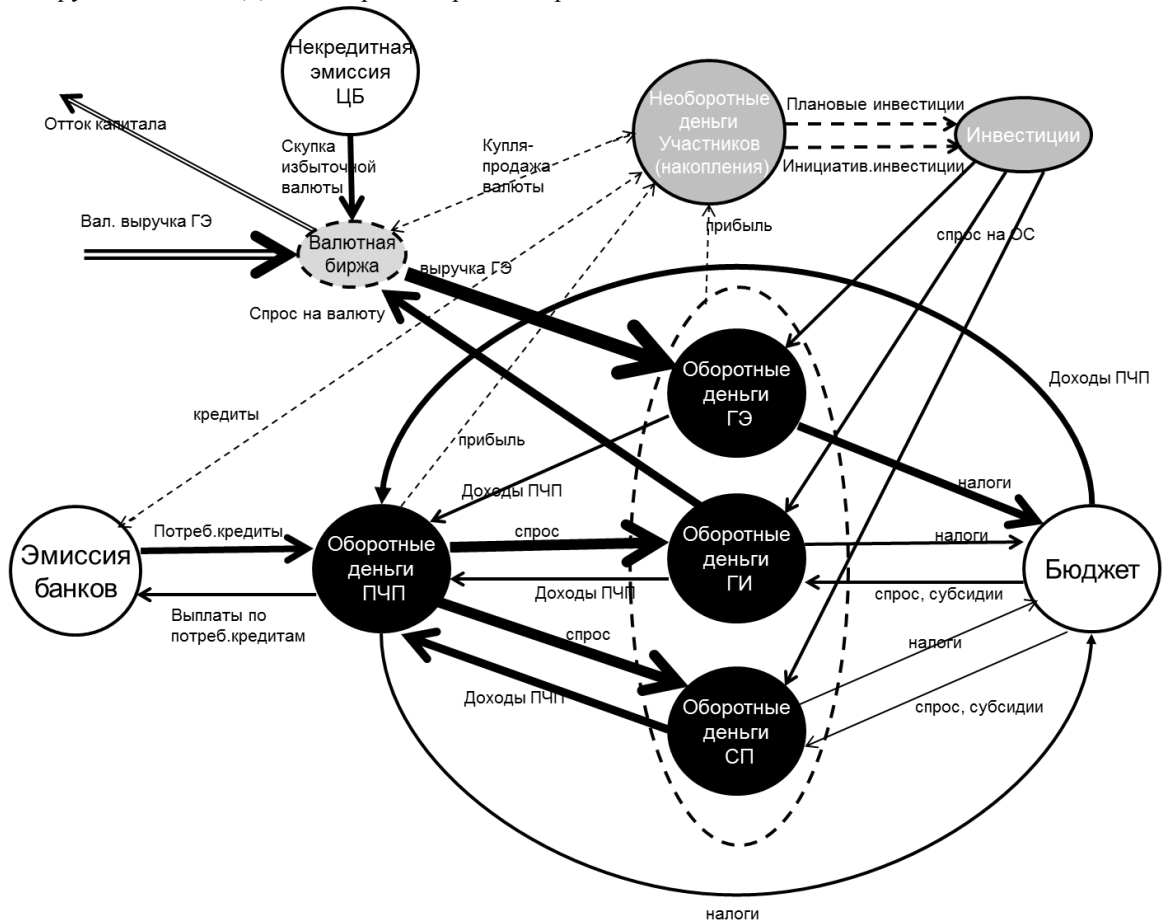 Некредитная
эмиссия
ЦБ
Отток капитала
Скупка
избыточной
валюты
Купля-
продажа
валюты
Необоротные
деньги
Участников
(накопления)
Плановые инвестиции
Инициатив.инвестиции
Инвестиции
Вал. выручка ГЭ
Валютная
биржа
выручка ГЭ
прибыль
спрос на ОС
Спрос на валюту
Оборотные
деньги
ГЭ
Доходы ПЧП
кредиты
прибыль
Доходы ПЧП
налоги
Эмиссия
банков
Потреб.кредиты
Выплаты по
потреб.кредитам
Оборотные
деньги
ПЧП
спрос
Доходы ПЧП
Оборотные
деньги
ГИ
налоги
спрос, субсидии
Бюджет
спрос
Доходы ПЧП
Оборотные
деньги
СП
налоги
спрос, субсидии
налоги